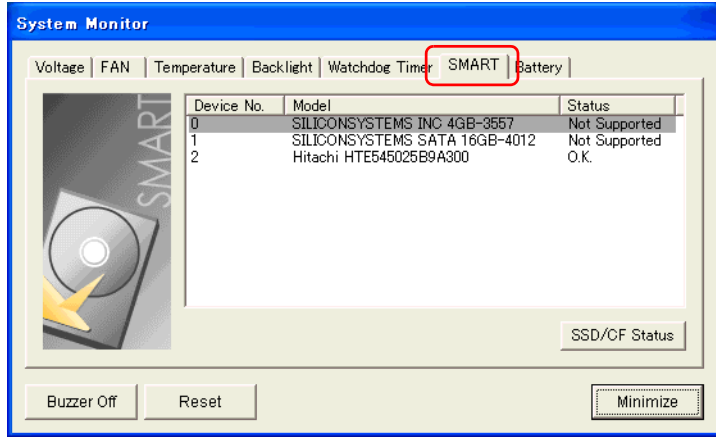 System Monitor
Voltage FAN Temperature Backlight Watchdog Timer SMART Battery
SMART
Device No. Model Status
0 SILICONSYSTEMS INC 4GB-3557 Not Supported
1 SILICONSYSTEMS SATA 16GB-4012 Not Supported
2 Hitachi HTE545025B9A300 O.K.
SSD/CF Status
Buzzer Off Reset Minimize